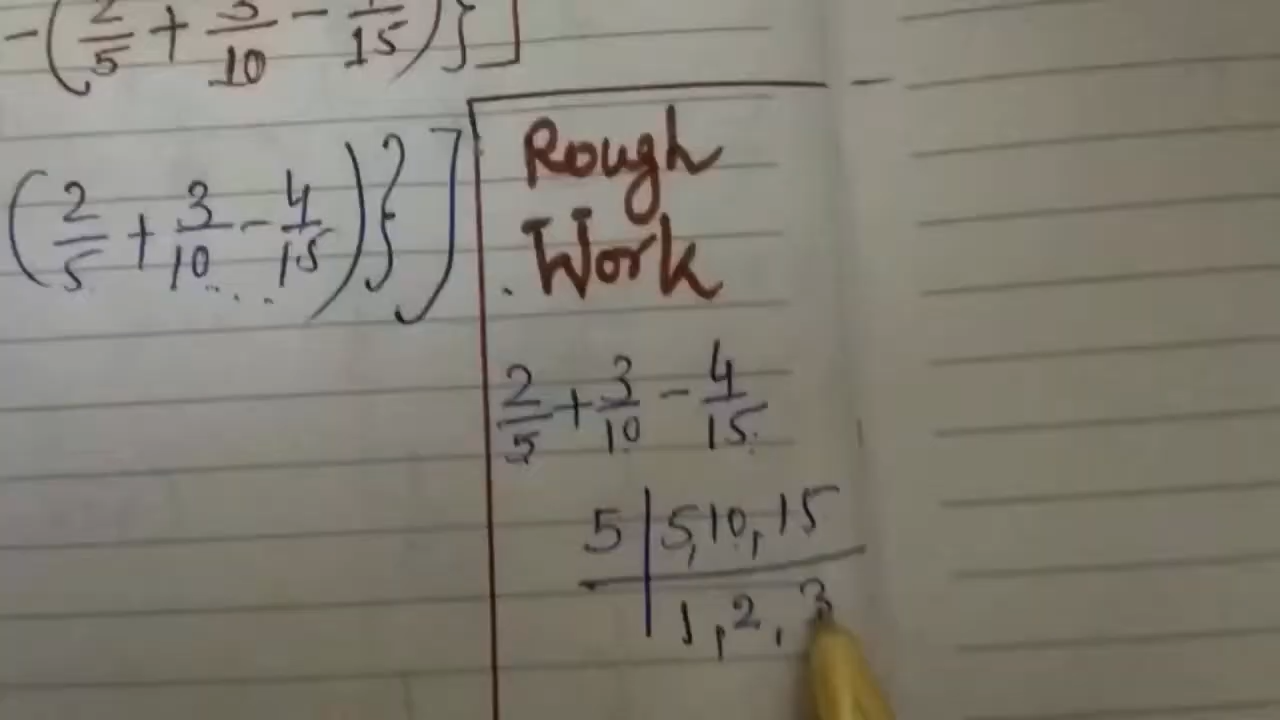 -(2/5 + 3/10 - 4/15)}]
(2/5 + 3/10 - 4/15)}]
Rough
Work
2/5 + 3/10 - 4/15
5 | 5, 10, 15
1, 2, 3